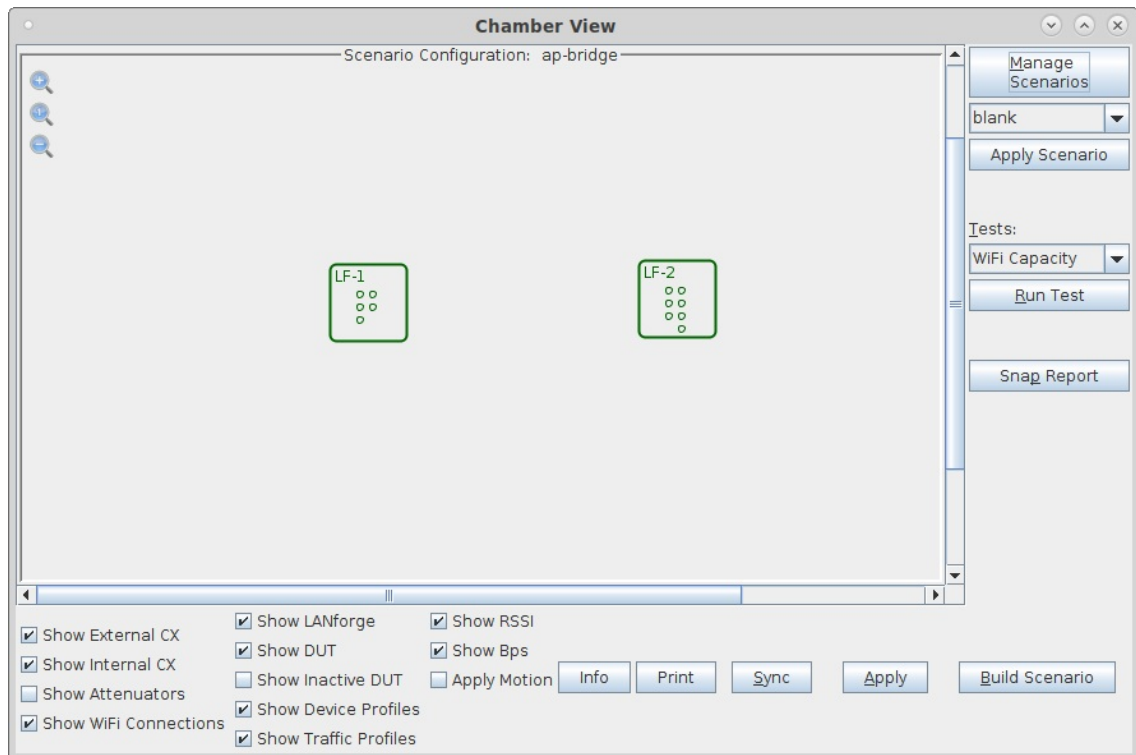 Chamber View
Scenario Configuration: ap-bridge
LF-1
LF-2
Manage
Scenarios
blank
Apply Scenario
Tests:
WiFi Capacity
Run Test
Snap Report
Show External CX
Show Internal CX
Show Attenuators
Show WiFi Connections
Show LANforge
Show DUT
Show Inactive DUT
Show Device Profiles
Show Traffic Profiles
Show RSSI
Show Bps
Apply Motion
Info
Print
Sync
Apply
Build Scenario